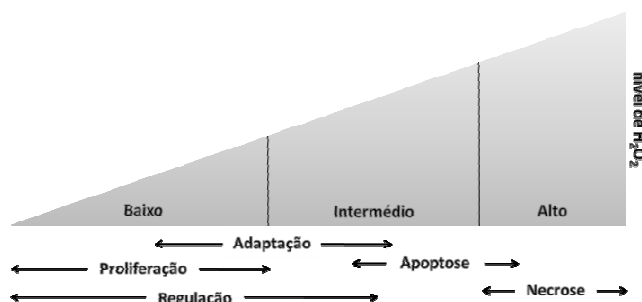 nível de H2O2
Baixo Intermédio Alto
Adaptação
Apoptose
Proliferação
Necrose
Regulação